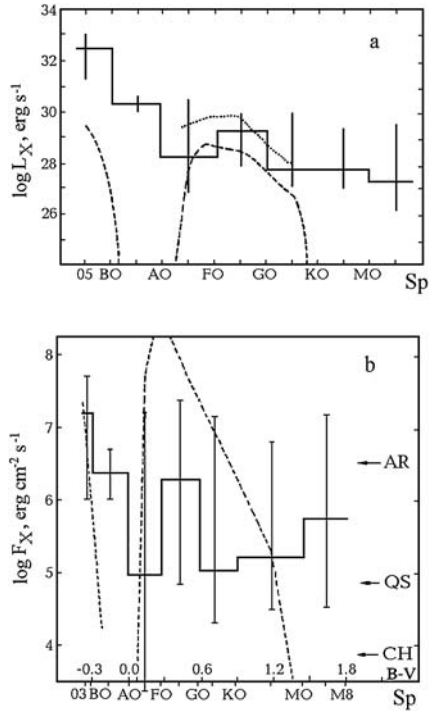 34
a
32
log L_X, erg s⁻¹
30
28
26
O5 BO AO FO GO KO MO
Sp
8
b
7
AR
log F_X, erg cm² s⁻¹
6
5
QS
4
CH
-0.3 0.0 0.6 1.2 1.8
B-V
O3 BO AO FO GO KO MO M8
Sp